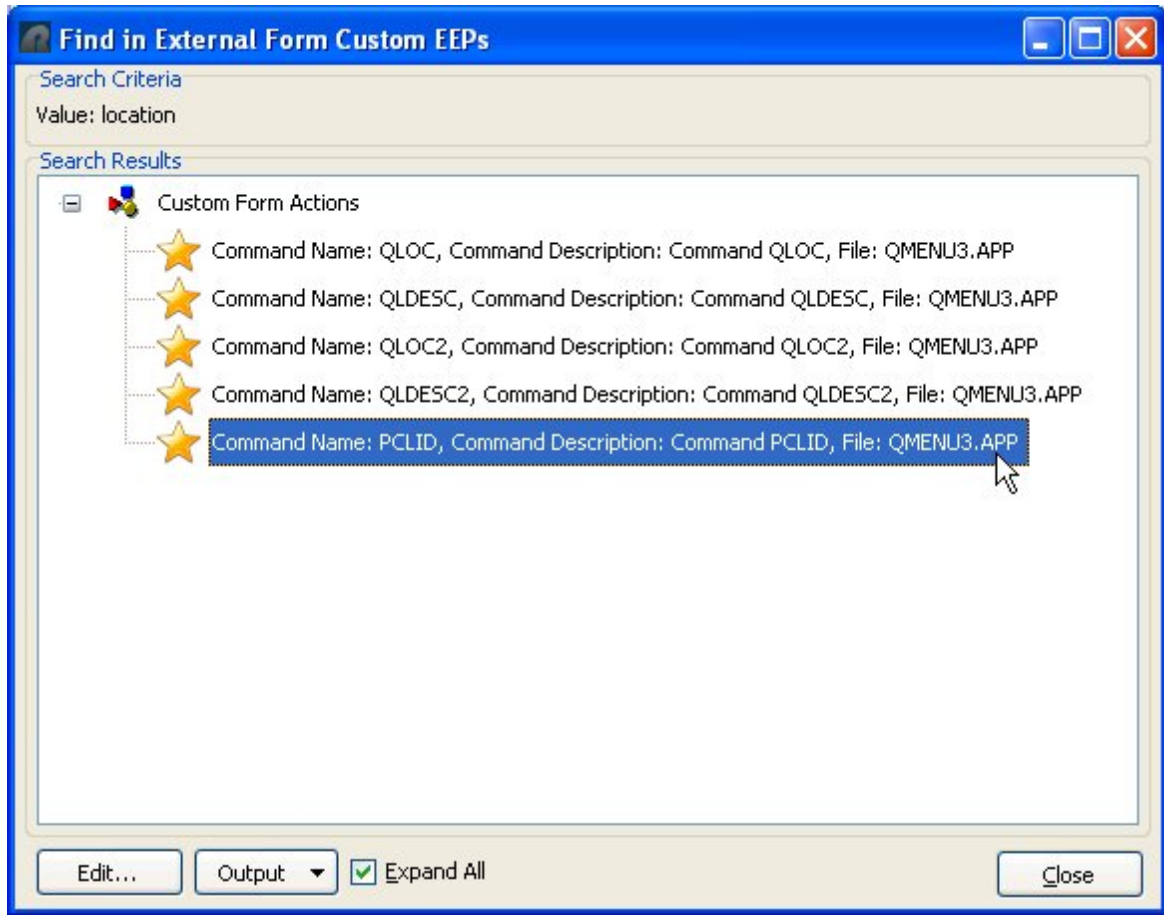 Find in External Form Custom EEPs
Search Criteria
Value: location
Search Results
Custom Form Actions
Command Name: QLOC, Command Description: Command QLOC, File: QMENU3.APP
Command Name: QLDESC, Command Description: Command QLDESC, File: QMENU3.APP
Command Name: QLOC2, Command Description: Command QLOC2, File: QMENU3.APP
Command Name: QLDESC2, Command Description: Command QLDESC2, File: QMENU3.APP
Command Name: PCLID, Command Description: Command PCLID, File: QMENU3.APP
Edit... Output Expand All Close